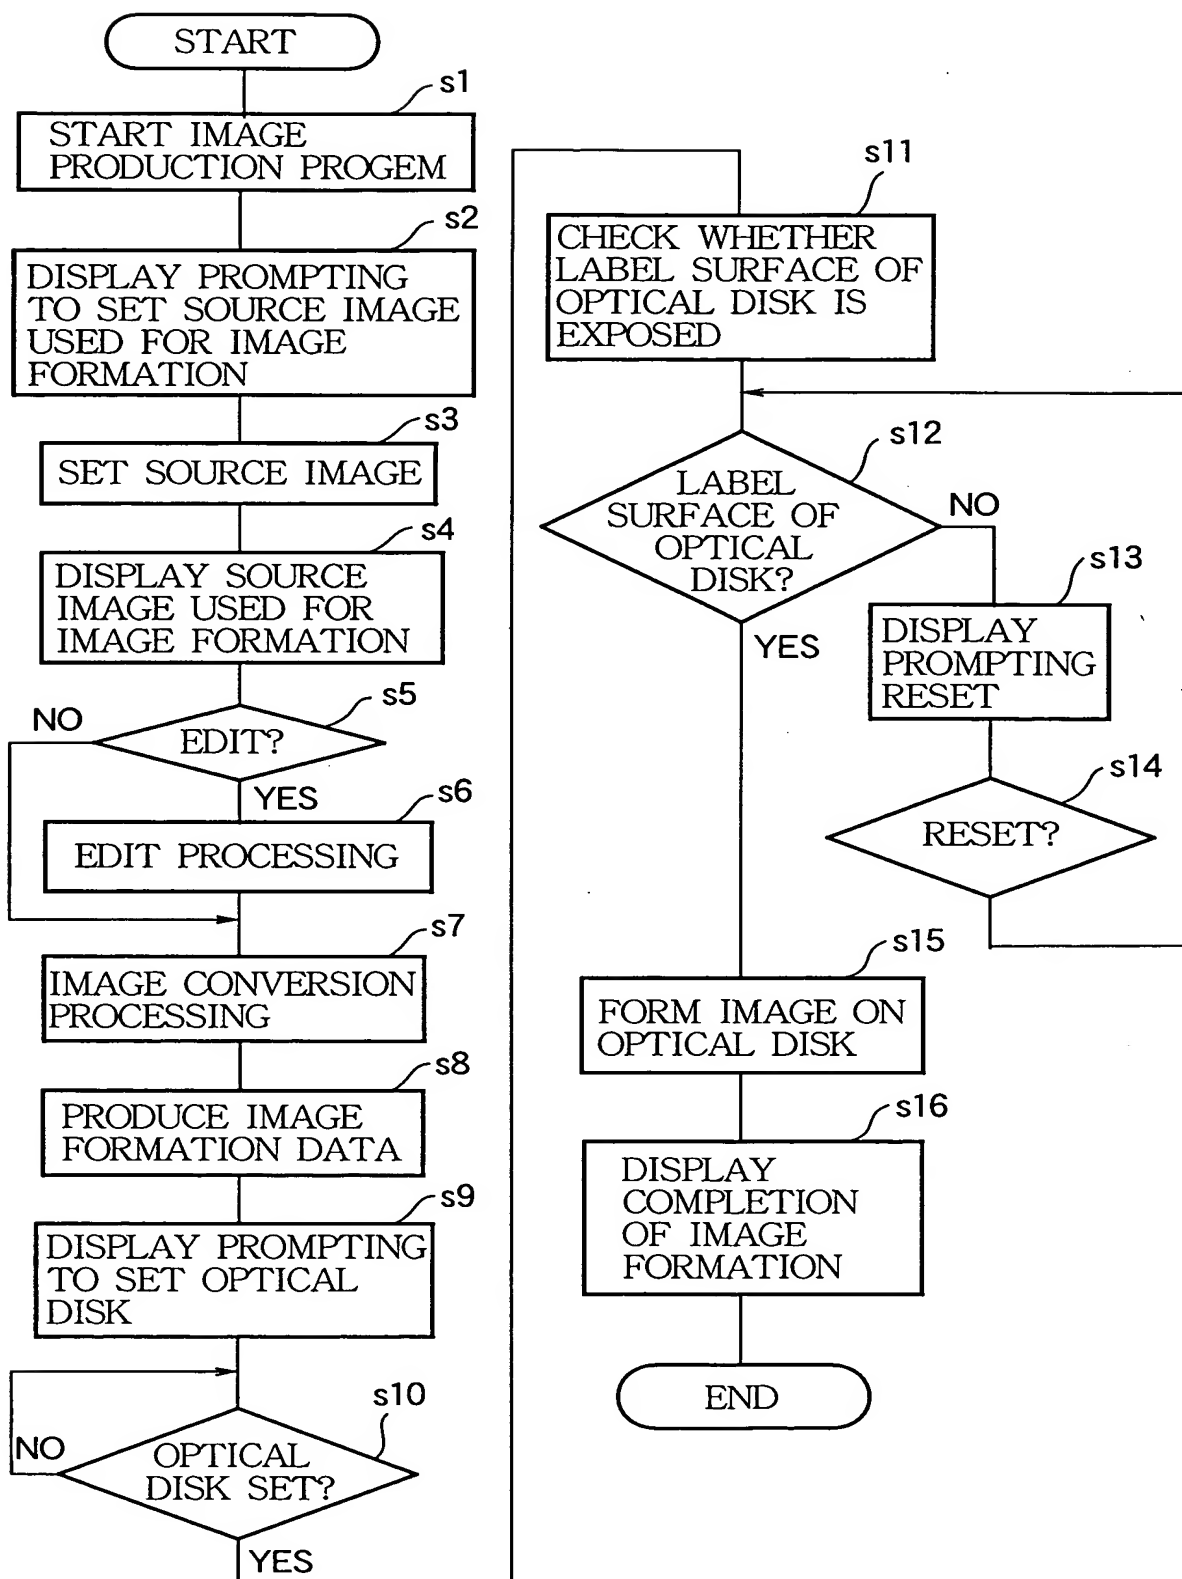 START
s1
START IMAGE
PRODUCTION PROGEM
s2
DISPLAY PROMPTING
TO SET SOURCE IMAGE
USED FOR IMAGE
FORMATION
s3
SET SOURCE IMAGE
s4
DISPLAY SOURCE
IMAGE USED FOR
IMAGE FORMATION
s5
NO
EDIT?
YES
s6
EDIT PROCESSING
s7
IMAGE CONVERSION
PROCESSING
s8
PRODUCE IMAGE
FORMATION DATA
s9
DISPLAY PROMPTING
TO SET OPTICAL
DISK
s10
NO
OPTICAL
DISK SET?
YES
s11
CHECK WHETHER
LABEL SURFACE OF
OPTICAL DISK IS
EXPOSED
s12
LABEL
SURFACE OF
OPTICAL
DISK?
NO
YES
s13
DISPLAY
PROMPTING
RESET
s14
RESET?
s15
FORM IMAGE ON
OPTICAL DISK
s16
DISPLAY
COMPLETION
OF IMAGE
FORMATION
END